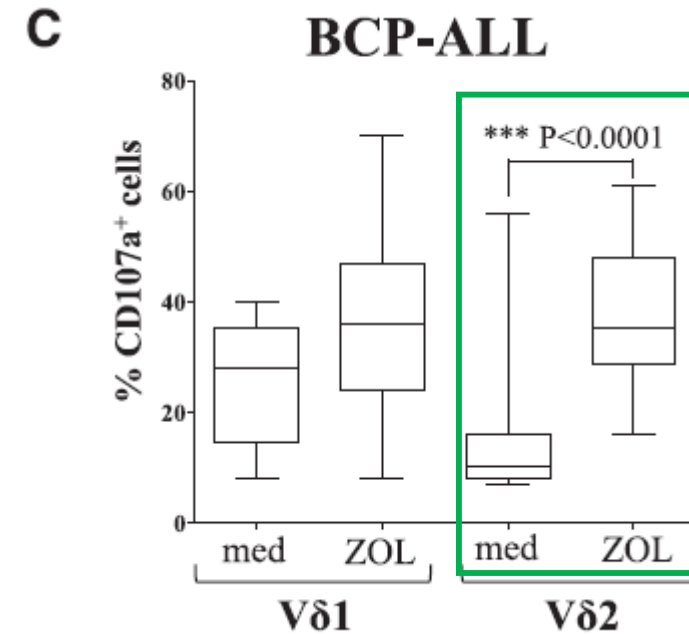 C
BCP-ALL
% CD107a⁺ cells
80
60
40
20
0
*** P<0.0001
med ZOL med ZOL
Vδ1 Vδ2